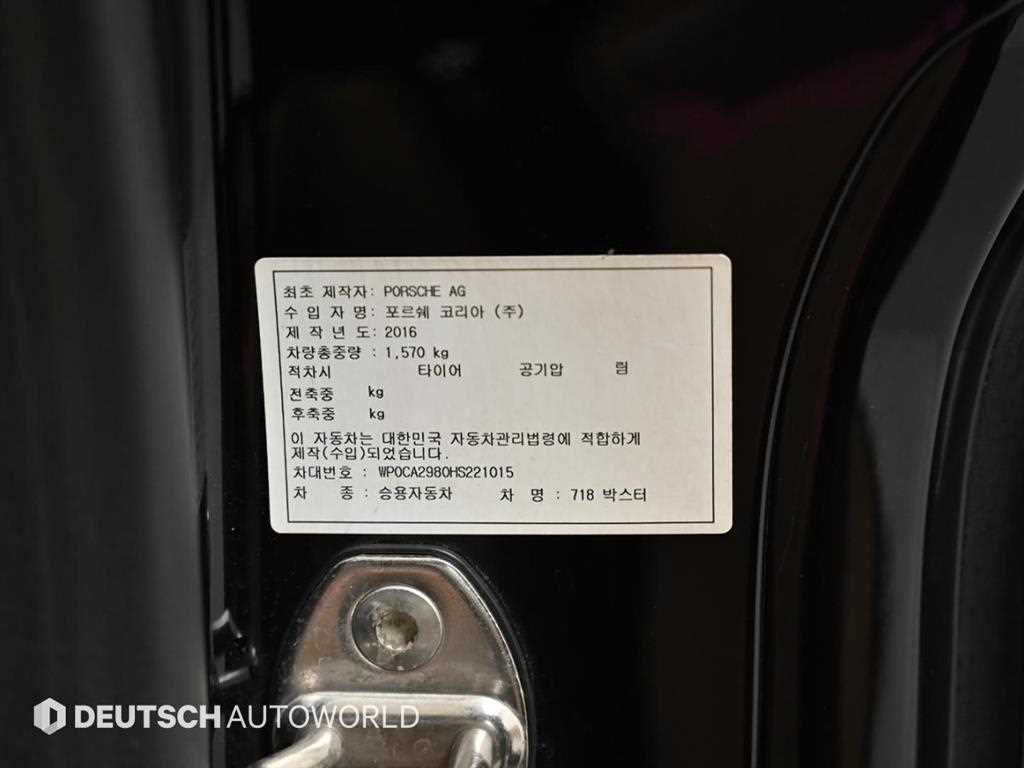 최초 제작자: PORSCHE AG
수 입 자 명: 포르쉐 코리아 (주)
제 작 년 도: 2016
차량총중량 : 1,570 kg
적차시 타이어 공기압 림
전축중 kg
후축중 kg
이 자동차는 대한민국 자동차관리법령에 적합하게
제작(수입)되었습니다.
차대번호 : WP0CA2980HS221015
차 종 : 승용자동차 차 명 : 718 박스터
DEUTSCH AUTOWORLD